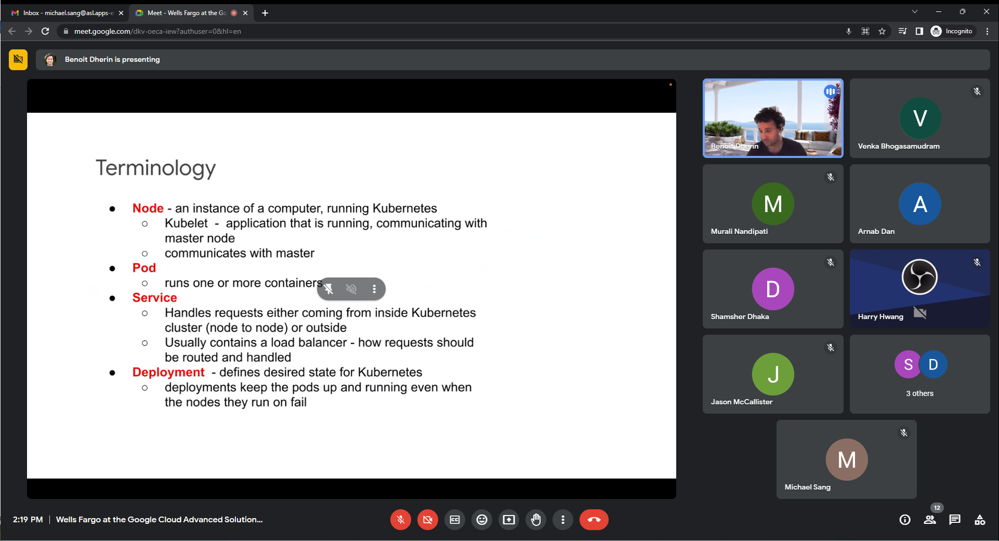 Inbox - michael.sang@asl.apps-e
Meet - Wells Fargo at the Go
meet.google.com/dkv-oeca-iew?authuser=0&hl=en
Incognito
Benoit Dherin is presenting
Terminology
● Node - an instance of a computer, running Kubernetes
○ Kubelet - application that is running, communicating with
master node
○ communicates with master
● Pod
○ runs one or more containers
● Service
○ Handles requests either coming from inside Kubernetes
cluster (node to node) or outside
○ Usually contains a load balancer - how requests should
be routed and handled
● Deployment - defines desired state for Kubernetes
○ deployments keep the pods up and running even when
the nodes they run on fail
Benoit Dherin
V
Venka Bhogasamudram
M
Murali Nandipati
A
Arnab Dan
D
Shamsher Dhaka
Harry Hwang
J
Jason McCallister
S D
3 others
M
Michael Sang
2:19 PM | Wells Fargo at the Google Cloud Advanced Solution...
CC
12